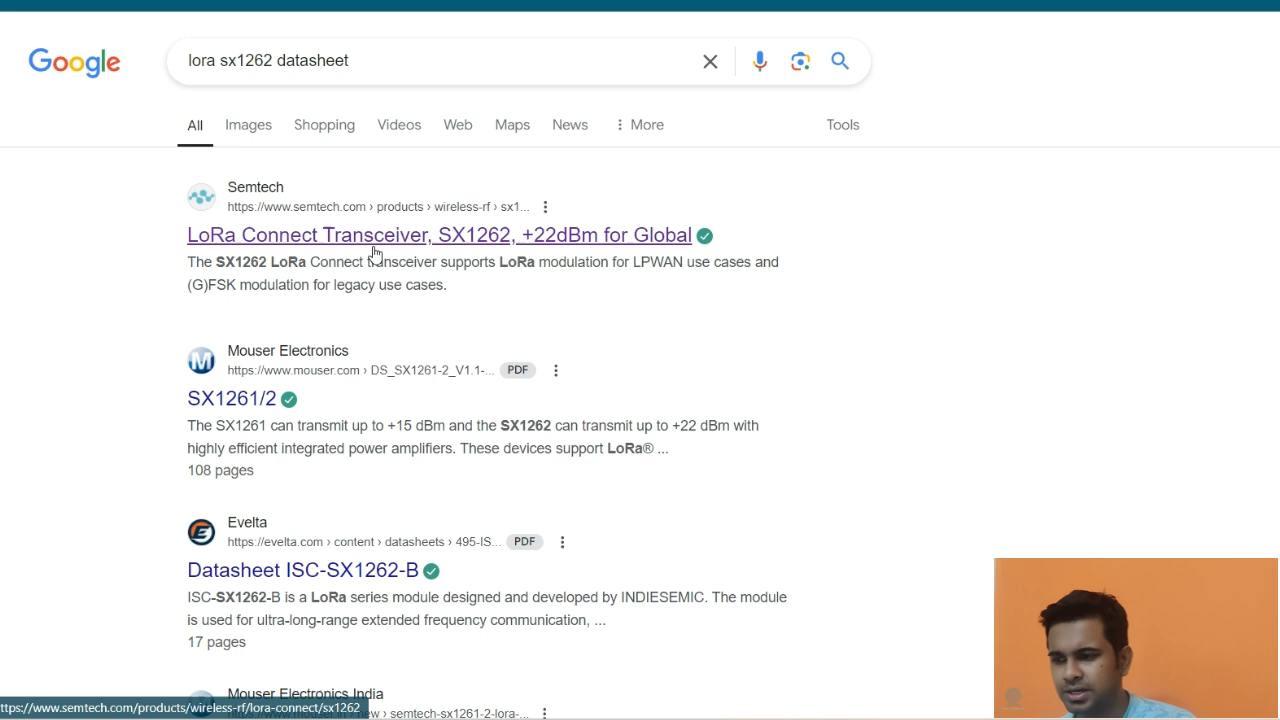 Google
lora sx1262 datasheet
All Images Shopping Videos Web Maps News More Tools
Semtech
https://www.semtech.com › products › wireless-rf › sx1...
LoRa Connect Transceiver, SX1262, +22dBm for Global
The SX1262 LoRa Connect Transceiver supports LoRa modulation for LPWAN use cases and
(G)FSK modulation for legacy use cases.
Mouser Electronics
https://www.mouser.com › DS_SX1261-2_V1.1-... PDF
M
SX1261/2
The SX1261 can transmit up to +15 dBm and the SX1262 can transmit up to +22 dBm with
highly efficient integrated power amplifiers. These devices support LoRa® ...
108 pages
Evelta
https://evelta.com › content › datasheets › 495-IS... PDF
Datasheet ISC-SX1262-B
ISC-SX1262-B is a LoRa series module designed and developed by INDIESEMIC. The module
is used for ultra-long-range extended frequency communication, ...
17 pages
Mouser Electronics India
ttps://www.semtech.com/products/wireless-rf/lora-connect/sx1262
› new › semtech-sx1261-2-lora-...